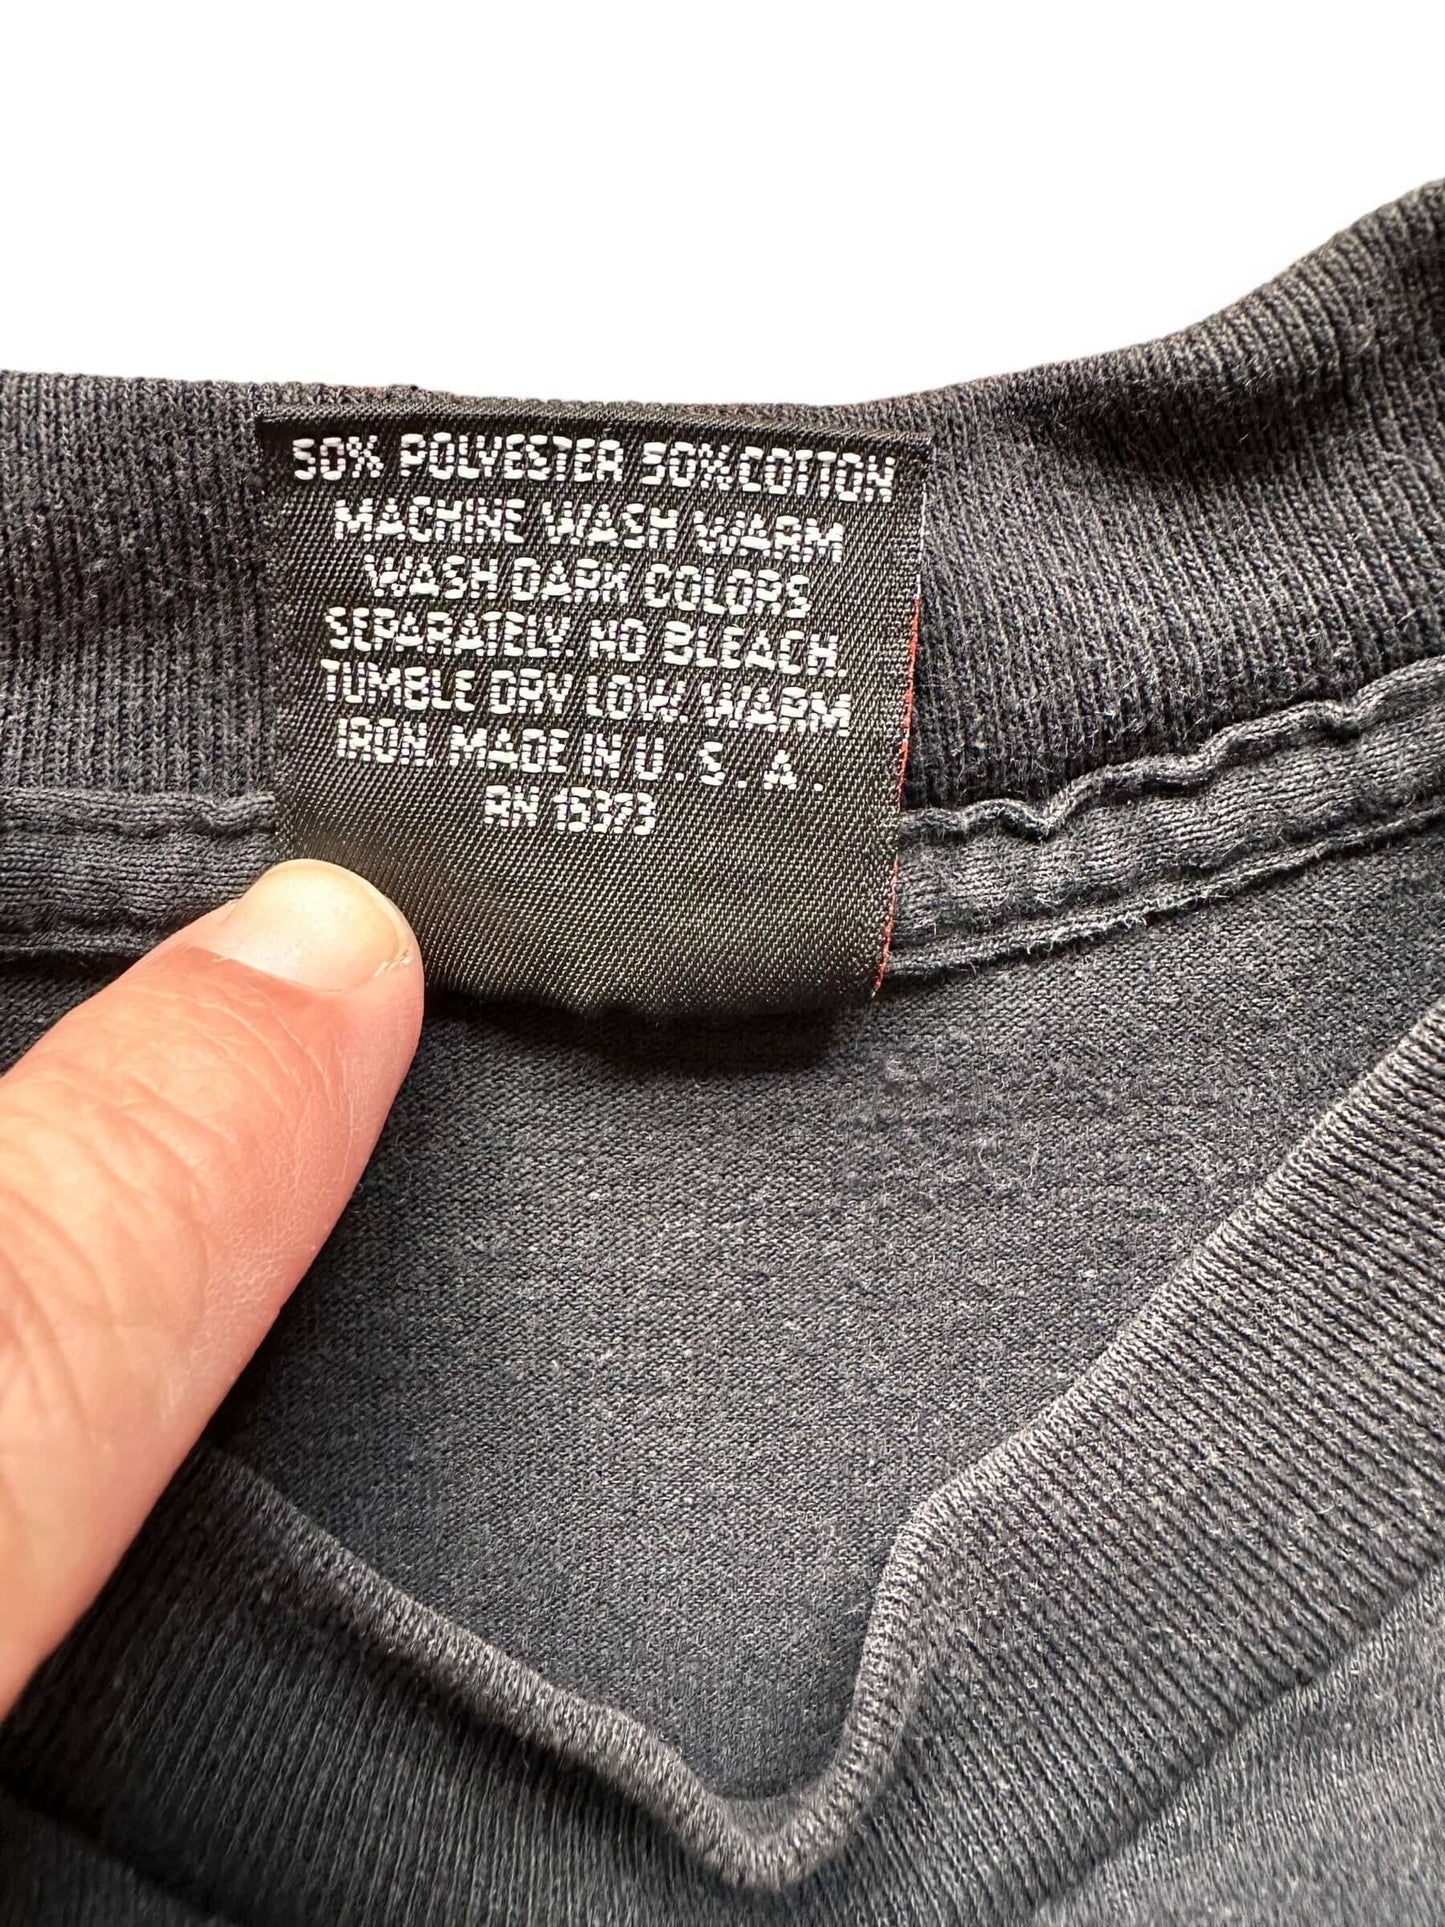 50% POLYESTER 50% COTTON
MACHINE WASH WARM
WASH DARK COLORS
SEPARATELY. NO BLEACH.
TUMBLE DRY LOW. WARM
IRON. MADE IN U.S.A.
RN 15373